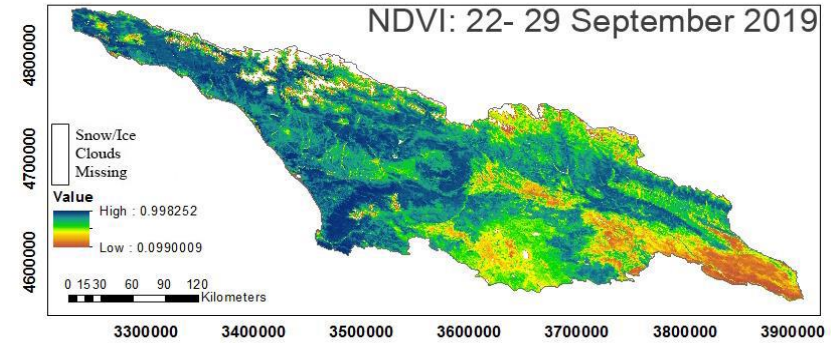 NDVI: 22- 29 September 2019
4800000
4700000
4600000
Snow/Ice
Clouds
Missing
Value
High : 0.998252
Low : 0.0990009
0 15 30 60 90 120
Kilometers
3300000 3400000 3500000 3600000 3700000 3800000 3900000